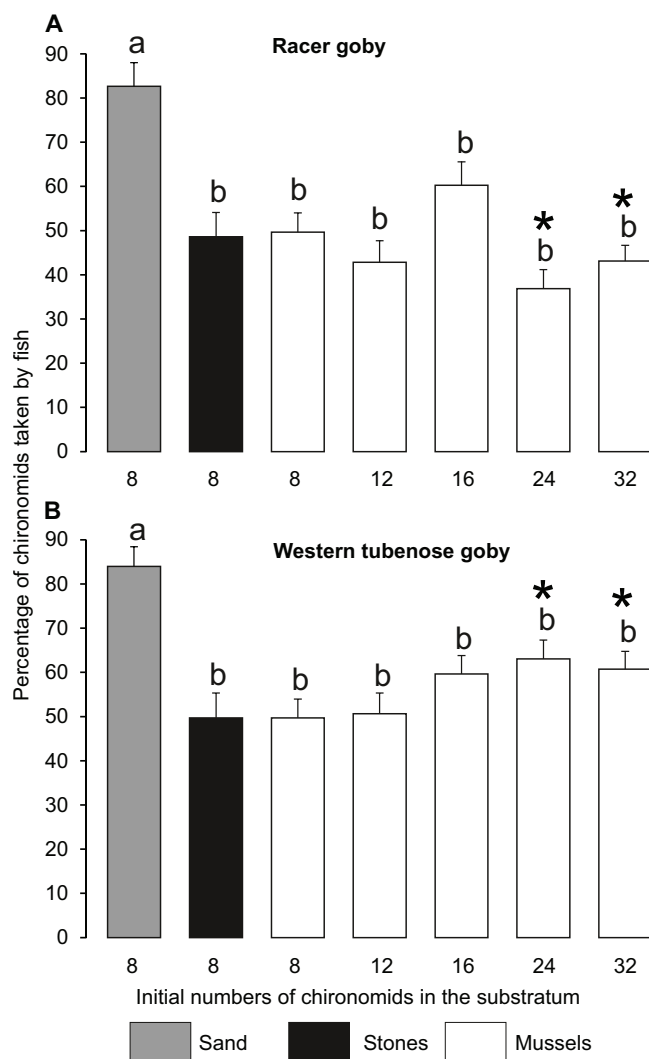 A
Racer goby
Percentage of chironomids taken by fish
90
80
70
60
50
40
30
20
10
0
a
b
b
b
b
*
b
*
b
8
8
8
12
16
24
32
B
Western tubenose goby
90
80
70
60
50
40
30
20
10
0
a
b
b
b
b
*
b
*
b
8
8
8
12
16
24
32
Initial numbers of chironomids in the substratum
Sand Stones Mussels